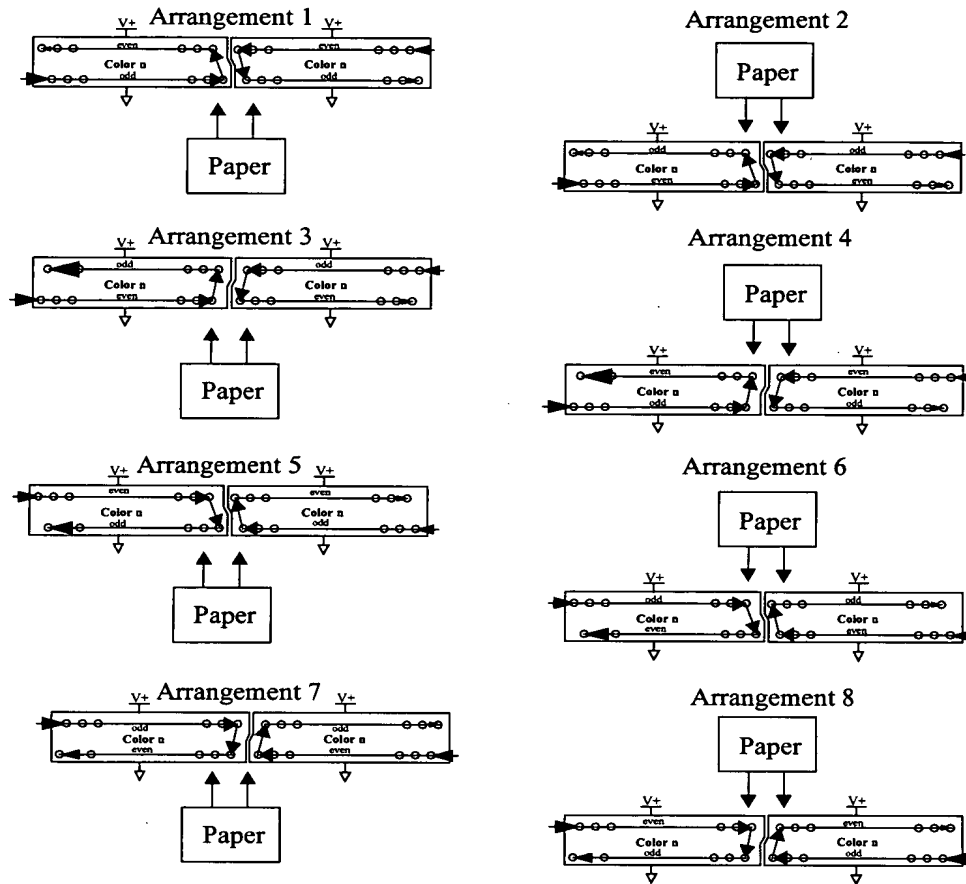 Arrangement 1
V+ V+
even even
Color n Color n
odd odd
Paper
Arrangement 2
Paper
V+ V+
odd odd
Color n Color n
even even
Arrangement 3
V+ V+
odd odd
Color n Color n
even even
Paper
Arrangement 4
Paper
V+ V+
even even
Color n Color n
odd odd
Arrangement 5
V+ V+
even even
Color n Color n
odd odd
Paper
Arrangement 6
Paper
V+ V+
odd odd
Color n Color n
even even
Arrangement 7
V+ V+
odd odd
Color n Color n
even even
Paper
Arrangement 8
Paper
V+ V+
even even
Color n Color n
odd odd